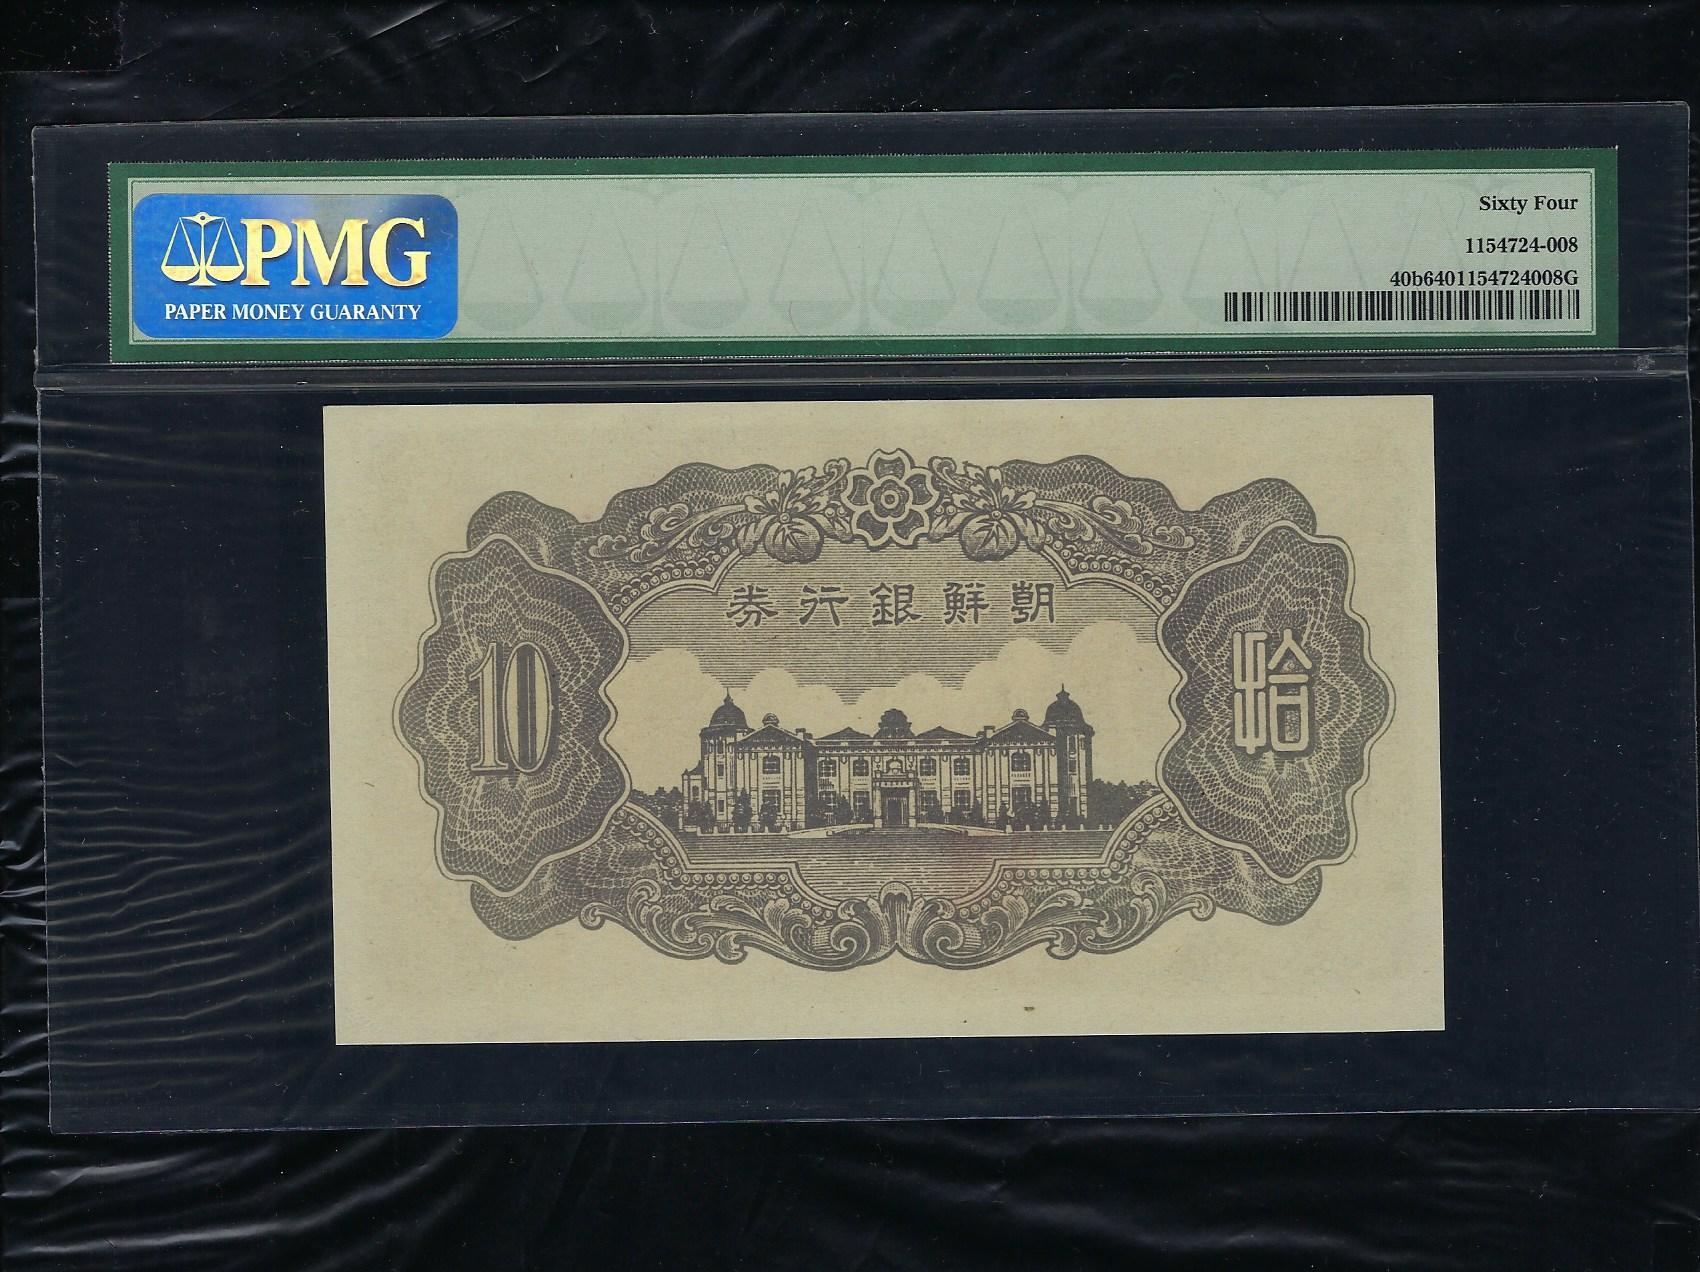 PMG
PAPER MONEY GUARANTY
Sixty Four
1154724-008
40b6401154724008G
券行銀鮮朝
10
拾